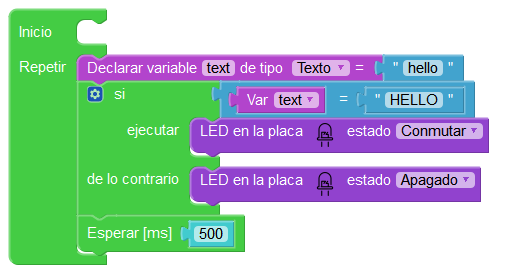 Inicio
Repetir Declarar variable text de tipo Texto = " hello "
si Var text = " HELLO "
ejecutar LED en la placa estado Conmutar
de lo contrario LED en la placa estado Apagado
Esperar [ms] 500